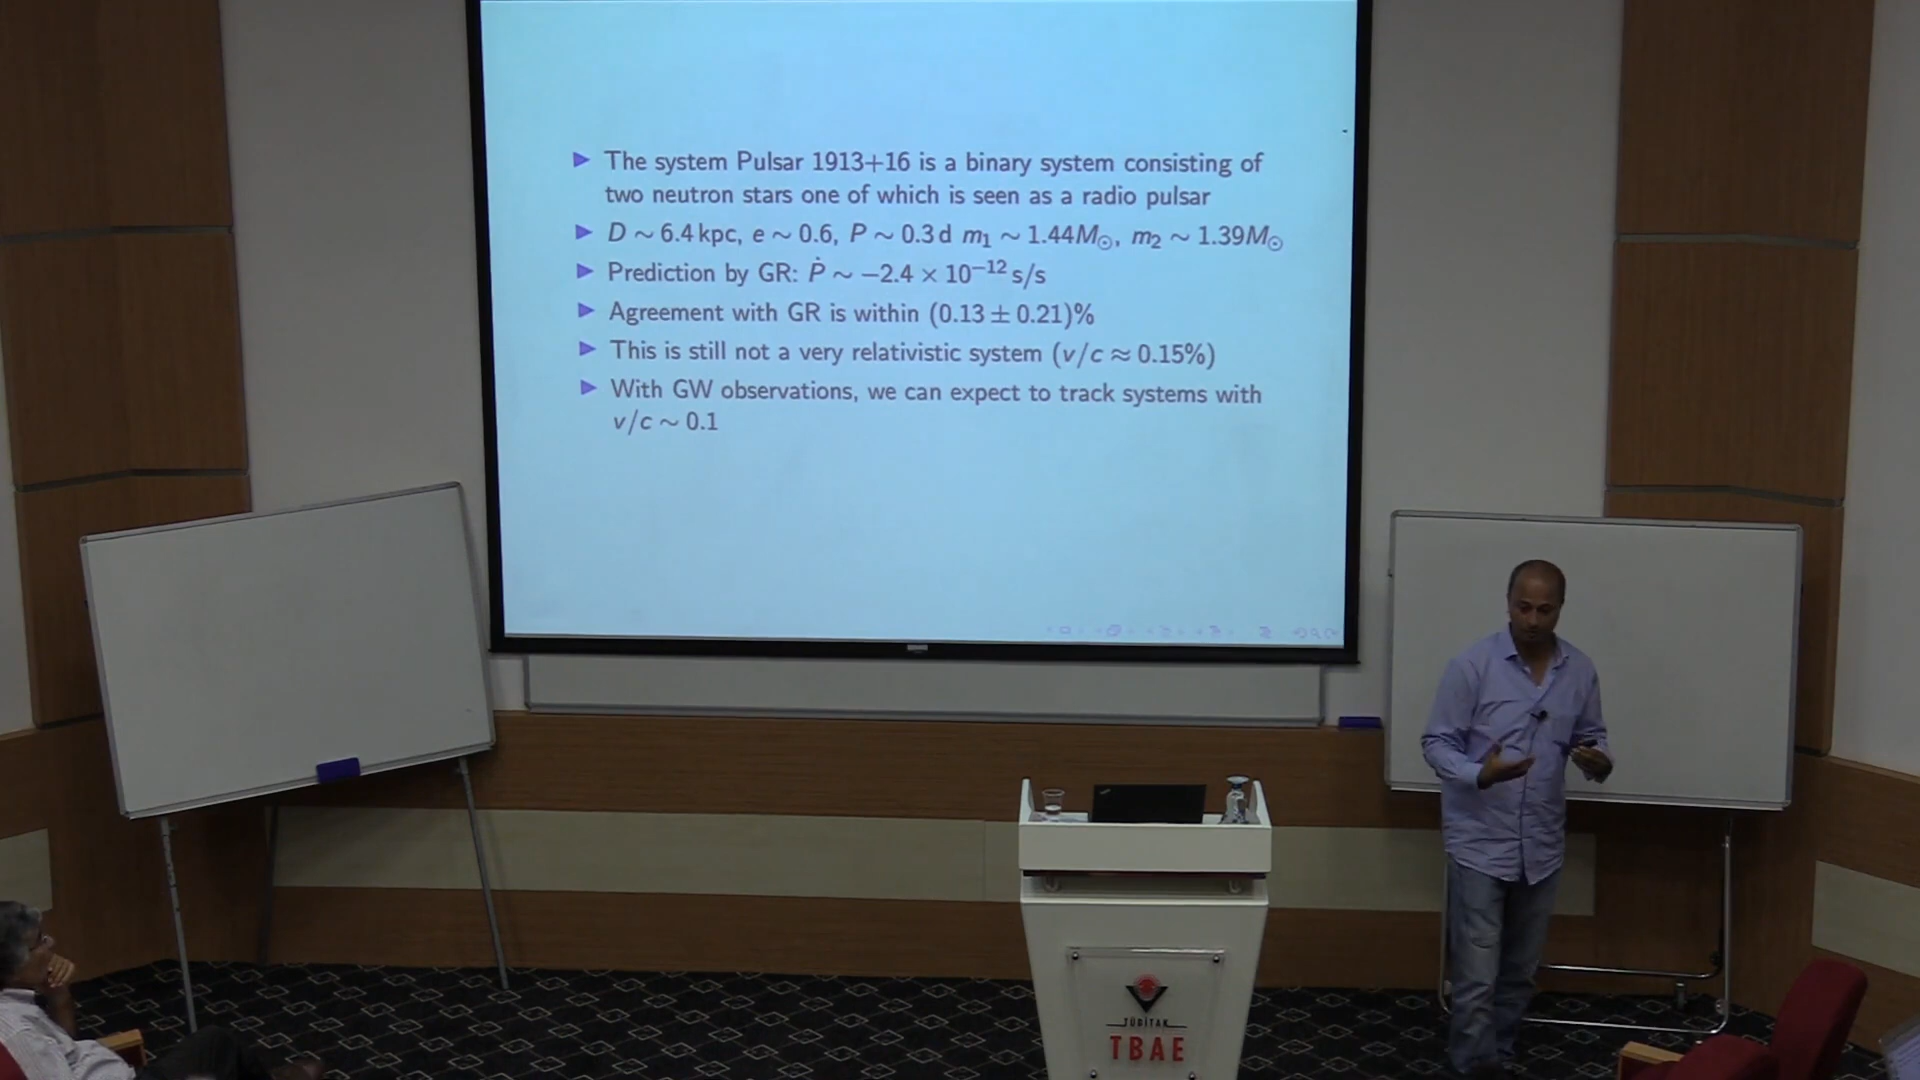 The system Pulsar 1913+16 is a binary system consisting of
two neutron stars one of which is seen as a radio pulsar
D ∼ 6.4 kpc, e ∼ 0.6, P ∼ 0.3 d m₁ ∼ 1.44M⊙, m₂ ∼ 1.39M⊙
Prediction by GR: Ṗ ∼ −2.4 × 10⁻¹² s/s
Agreement with GR is within (0.13 ± 0.21)%
This is still not a very relativistic system (v/c ≈ 0.15%)
With GW observations, we can expect to track systems with
v/c ∼ 0.1
TÜBİTAK
TBAE